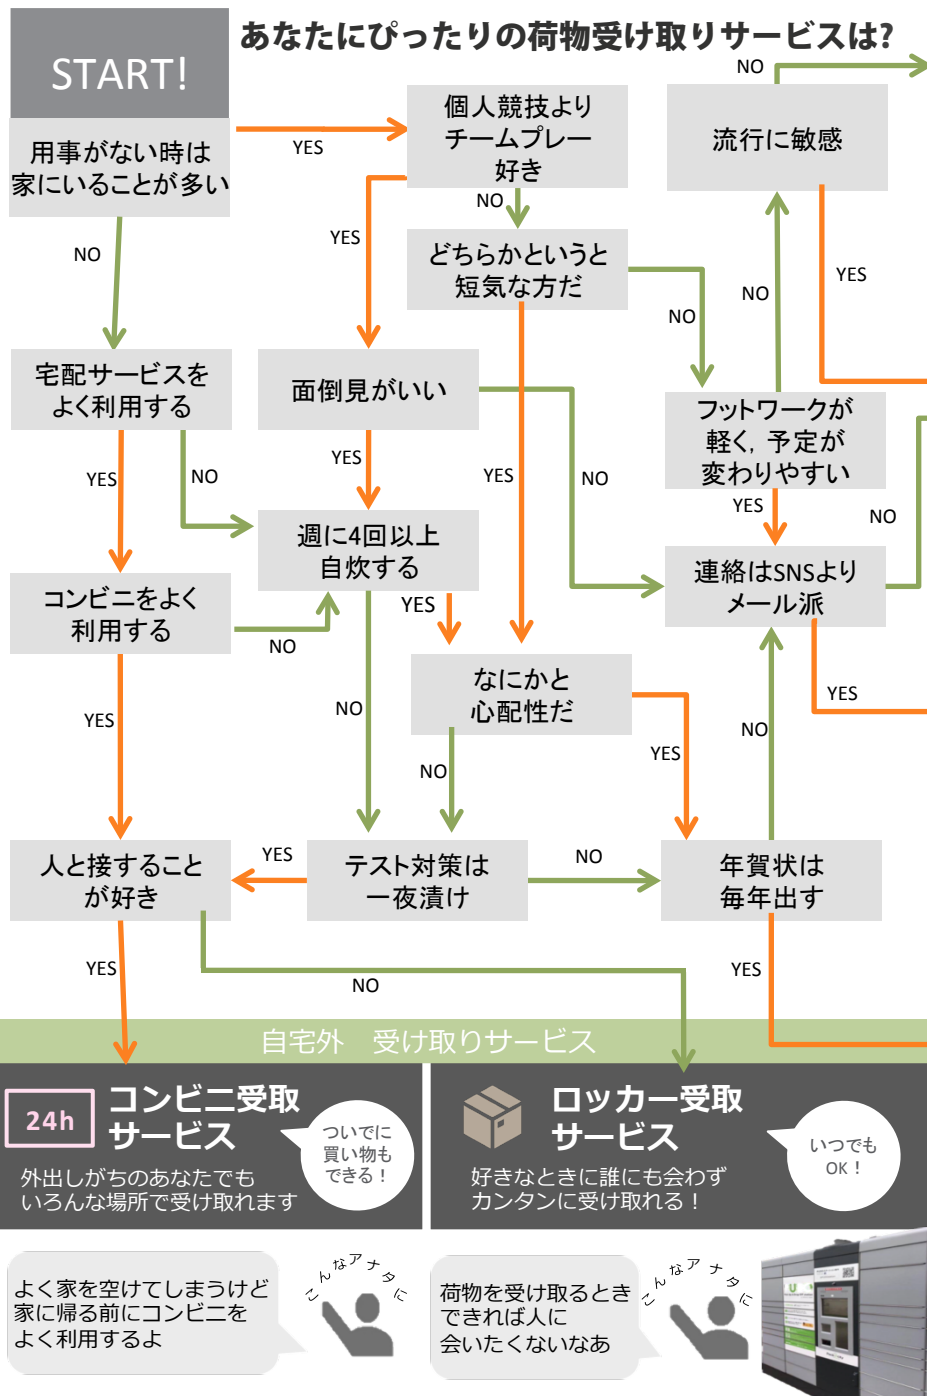 あなたにぴったりの荷物受け取りサービスは?
START!
用事がない時は
家にいることが多い
YES
NO
個人競技より
チームプレー
好き
YES
NO
どちらかというと
短気な方だ
YES
NO
流行に敏感
NO
YES
宅配サービスを
よく利用する
YES
NO
面倒見がいい
YES
NO
フットワークが
軽く, 予定が
変わりやすい
NO
YES
週に4回以上
自炊する
YES
NO
連絡はSNSより
メール派
NO
YES
コンビニをよく
利用する
NO
YES
なにかと
心配性だ
YES
NO
人と接すること
が好き
YES
NO
テスト対策は
一夜漬け
YES
NO
年賀状は
毎年出す
NO
YES
自宅外 受け取りサービス
24h
コンビニ受取
サービス
ついでに
買い物も
できる！
外出しがちのあなたでも
いろんな場所で受け取れます
ロッカー受取
サービス
いつでも
OK！
好きなときに誰にも会わず
カンタンに受け取れる！
よく家を空けてしまうけど
家に帰る前にコンビニを
よく利用するよ
こんなアナタに
荷物を受け取るとき
できれば人に
会いたくないなあ
こんなアナタに